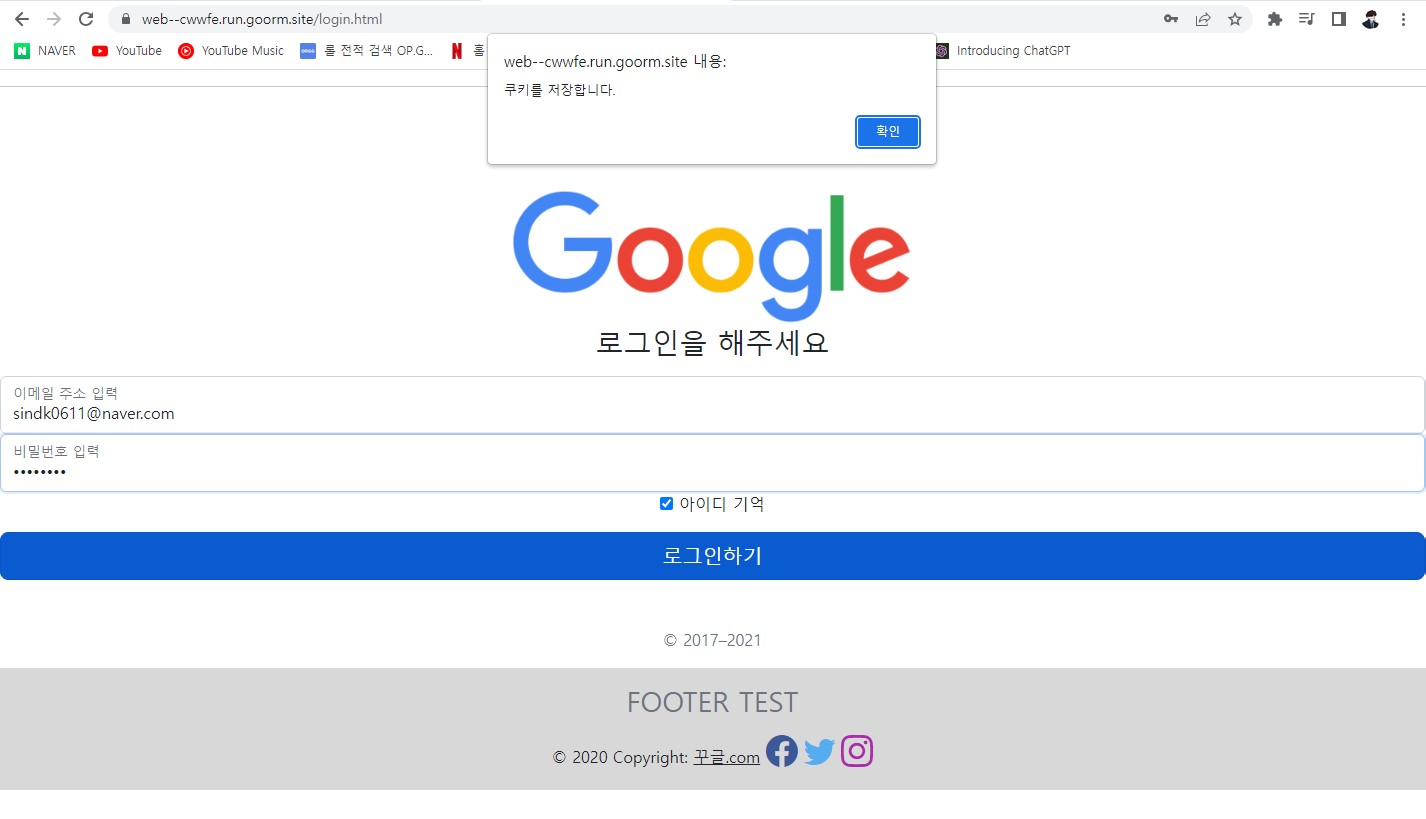 web--cwwfe.run.goorm.site/login.html
NAVER YouTube YouTube Music 롤 전적 검색 OP.G... 홈 Introducing ChatGPT
web--cwwfe.run.goorm.site 내용:
쿠키를 저장합니다.
확인
Google
로그인을 해주세요
이메일 주소 입력
sindk0611@naver.com
비밀번호 입력
••••••••
아이디 기억
로그인하기
© 2017–2021
FOOTER TEST
© 2020 Copyright: 꾸글.com